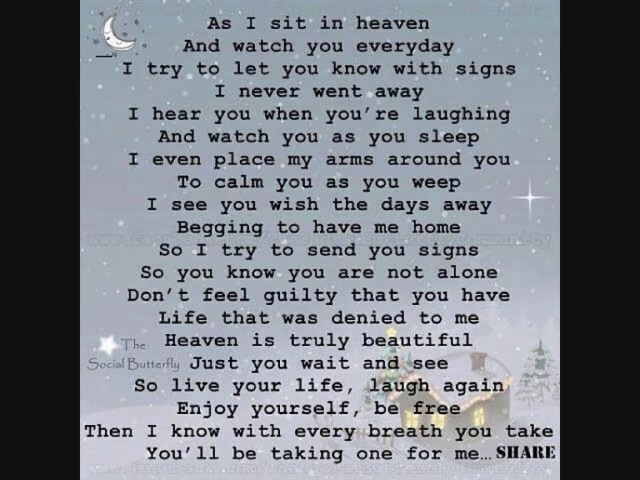 As I sit in heaven
And watch you everyday
I try to let you know with signs
I never went away
I hear you when you're laughing
And watch you as you sleep
I even place my arms around you
To calm you as you weep
I see you wish the days away
Begging to have me home
So I try to send you signs
So you know you are not alone
Don't feel guilty that you have
Life that was denied to me
Heaven is truly beautiful
Just you wait and see
So live your life, laugh again
Enjoy yourself, be free
Then I know with every breath you take
You'll be taking one for me…
SHARE
The
Social Butterfly